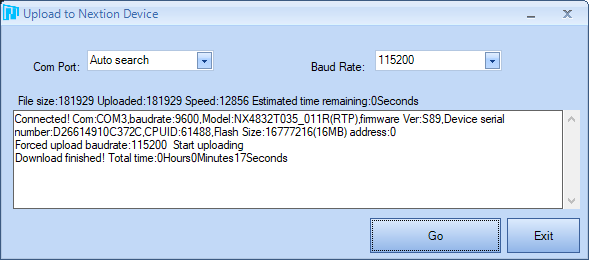 Upload to Nextion Device
Com Port: Auto search Baud Rate: 115200
File size:181929 Uploaded:181929 Speed:12856 Estimated time remaining:0Seconds
Connected! Com:COM3,baudrate:9600,Model:NX4832T035_011R(RTP),firmware Ver:S89,Device serial
number:D26614910C372C,CPUID:61488,Flash Size:16777216(16MB) address:0
Forced upload baudrate:115200  Start uploading
Download finished! Total time:0Hours0Minutes17Seconds
Go Exit